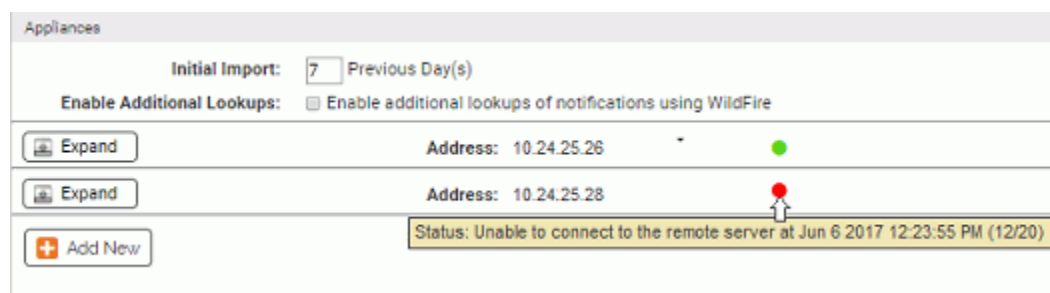 Appliances
Initial Import: 7 Previous Day(s)
Enable Additional Lookups: Enable additional lookups of notifications using WildFire
Expand Address: 10.24.25.26
Expand Address: 10.24.25.28
Status: Unable to connect to the remote server at Jun 6 2017 12:23:55 PM (12/20)
Add New